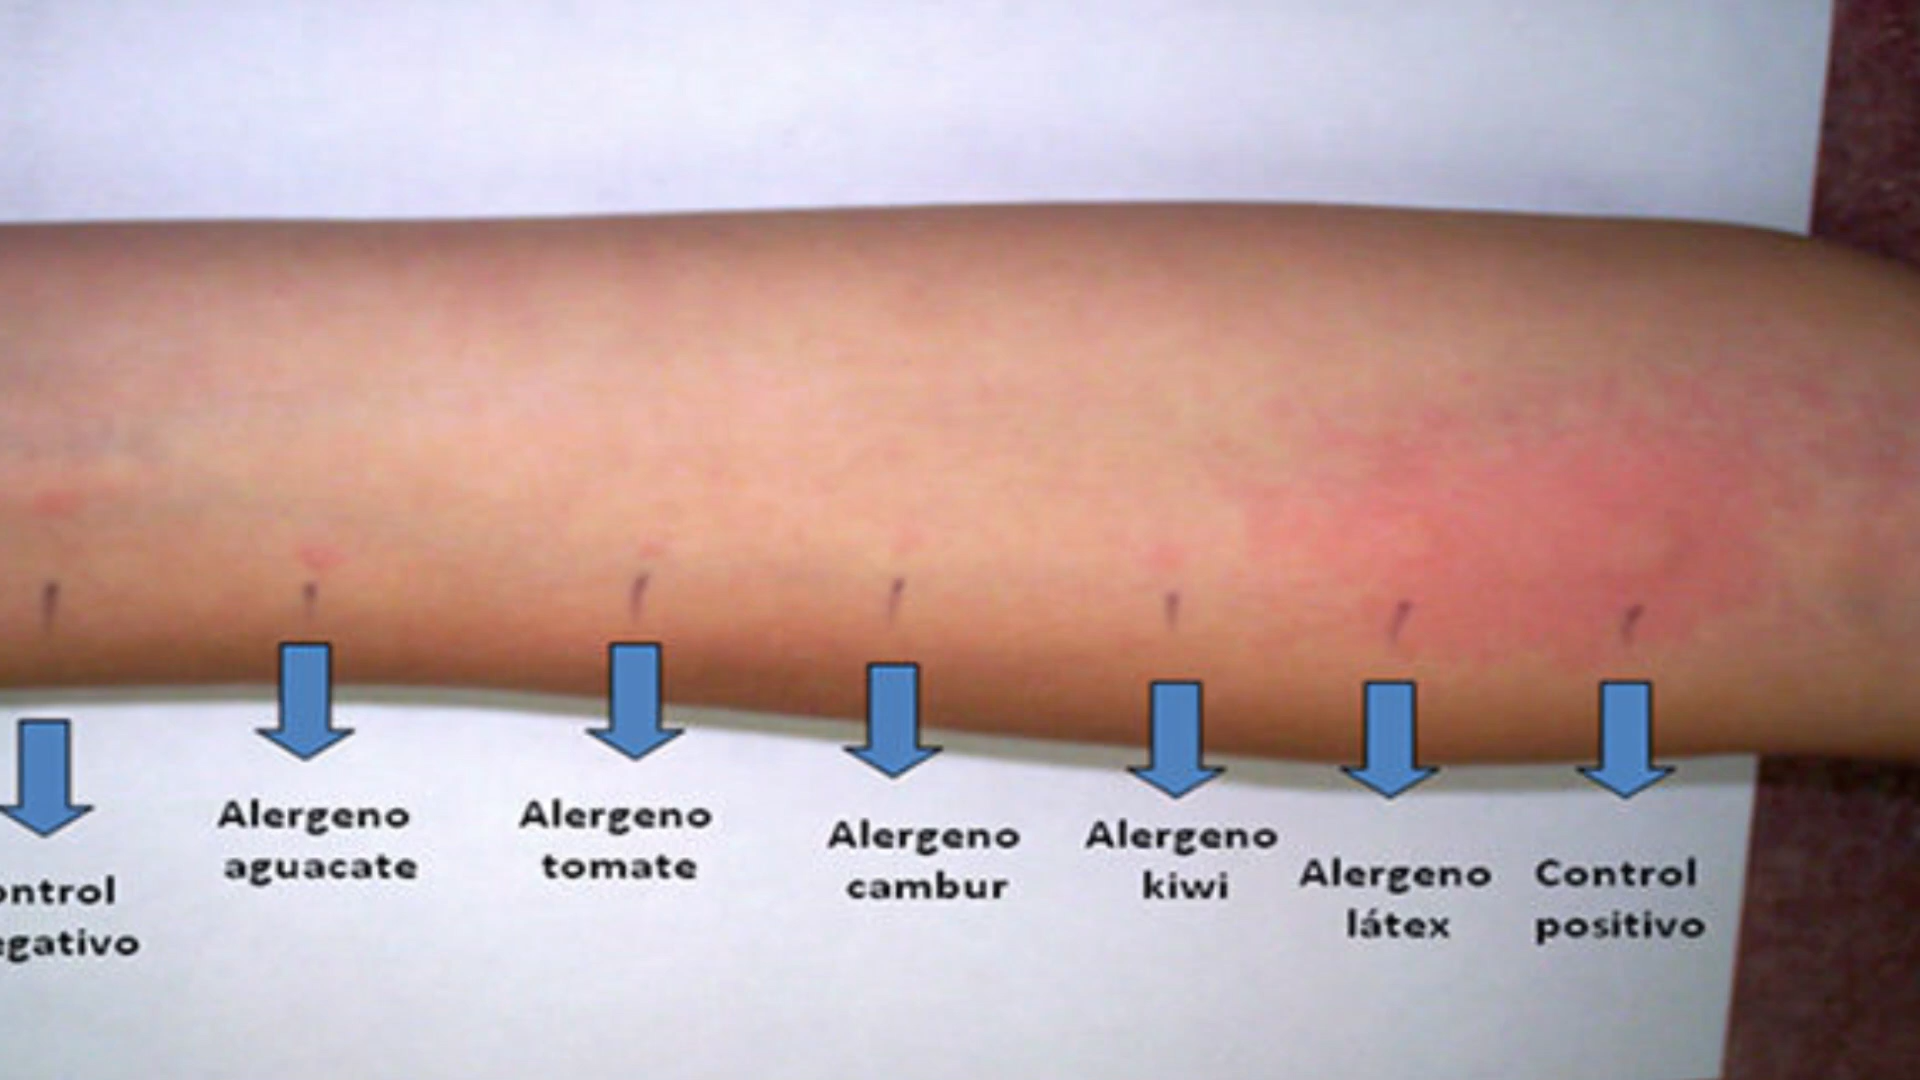 ontrol
egativo
Alergeno
aguacate
Alergeno
tomate
Alergeno
cambur
Alergeno
kiwi
Alergeno
látex
Control
positivo